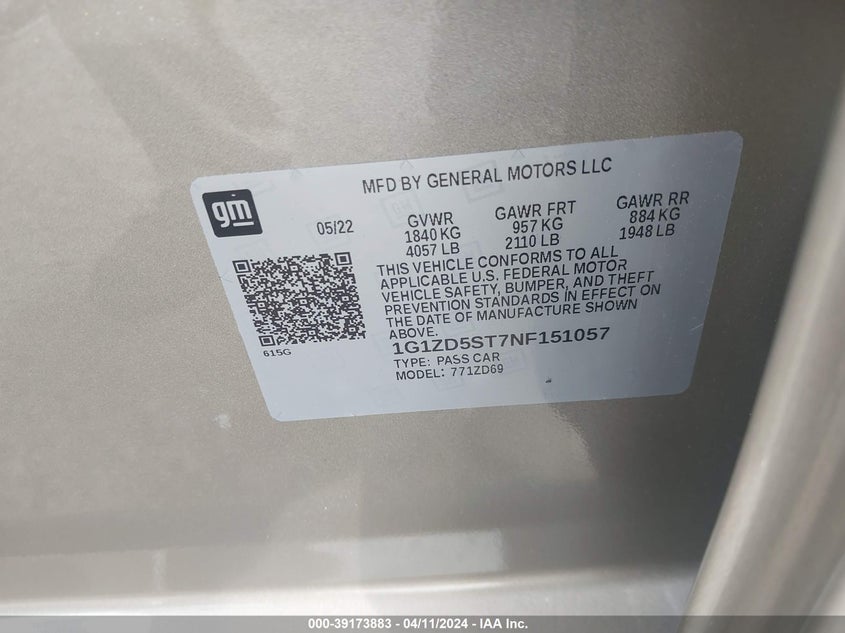 MFD BY GENERAL MOTORS LLC
gm
05/22
GVWR
1840 KG
4057 LB
GAWR FRT
957 KG
2110 LB
GAWR RR
884 KG
1948 LB
THIS VEHICLE CONFORMS TO ALL
APPLICABLE U.S. FEDERAL MOTOR
VEHICLE SAFETY, BUMPER, AND THEFT
PREVENTION STANDARDS IN EFFECT ON
THE DATE OF MANUFACTURE SHOWN
ABOVE.
615G
1G1ZD5ST7NF151057
TYPE: PASS CAR
MODEL: 771ZD69
000-39173883 - 04/11/2024 - IAA Inc.